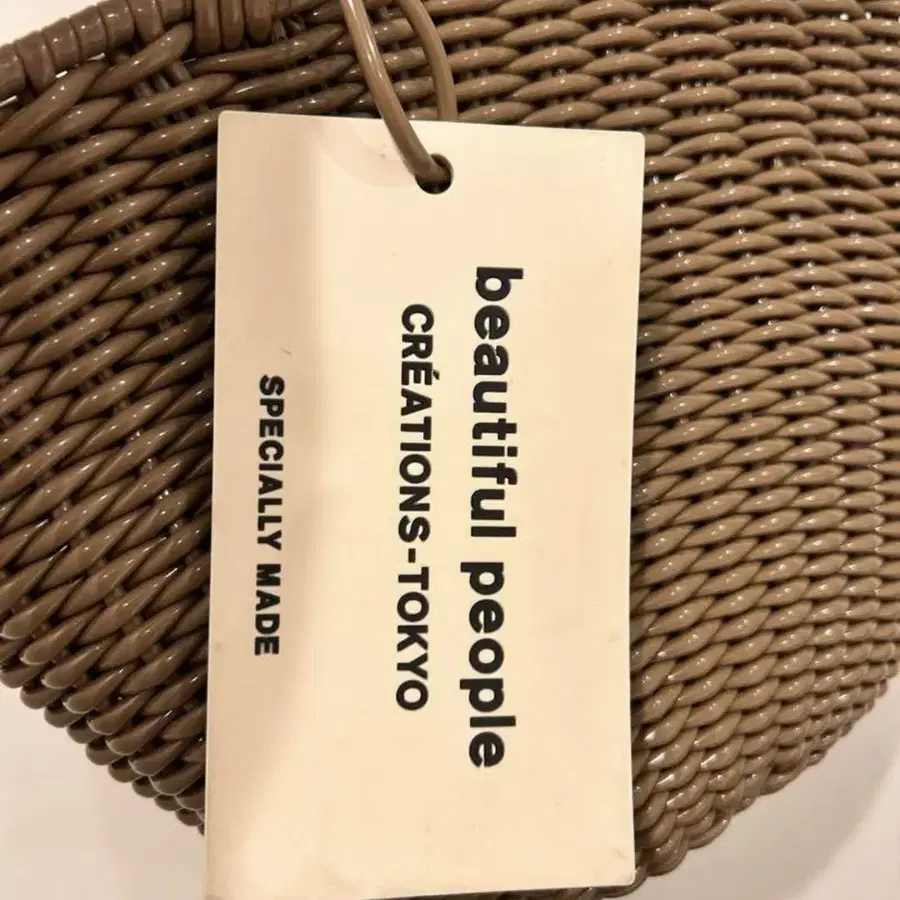 beautiful people
CRÉATIONS-TOKYO
SPECIALLY MADE